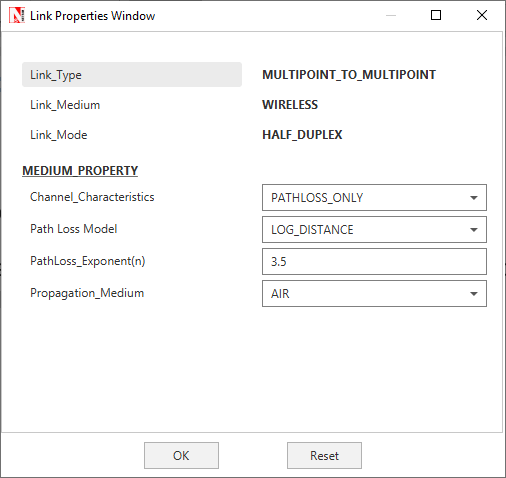 Link Properties Window
Link_Type MULTIPOINT_TO_MULTIPOINT
Link_Medium WIRELESS
Link_Mode HALF_DUPLEX
MEDIUM_PROPERTY
Channel_Characteristics PATHLOSS_ONLY
Path Loss Model LOG_DISTANCE
PathLoss_Exponent(n) 3.5
Propagation_Medium AIR
OK Reset